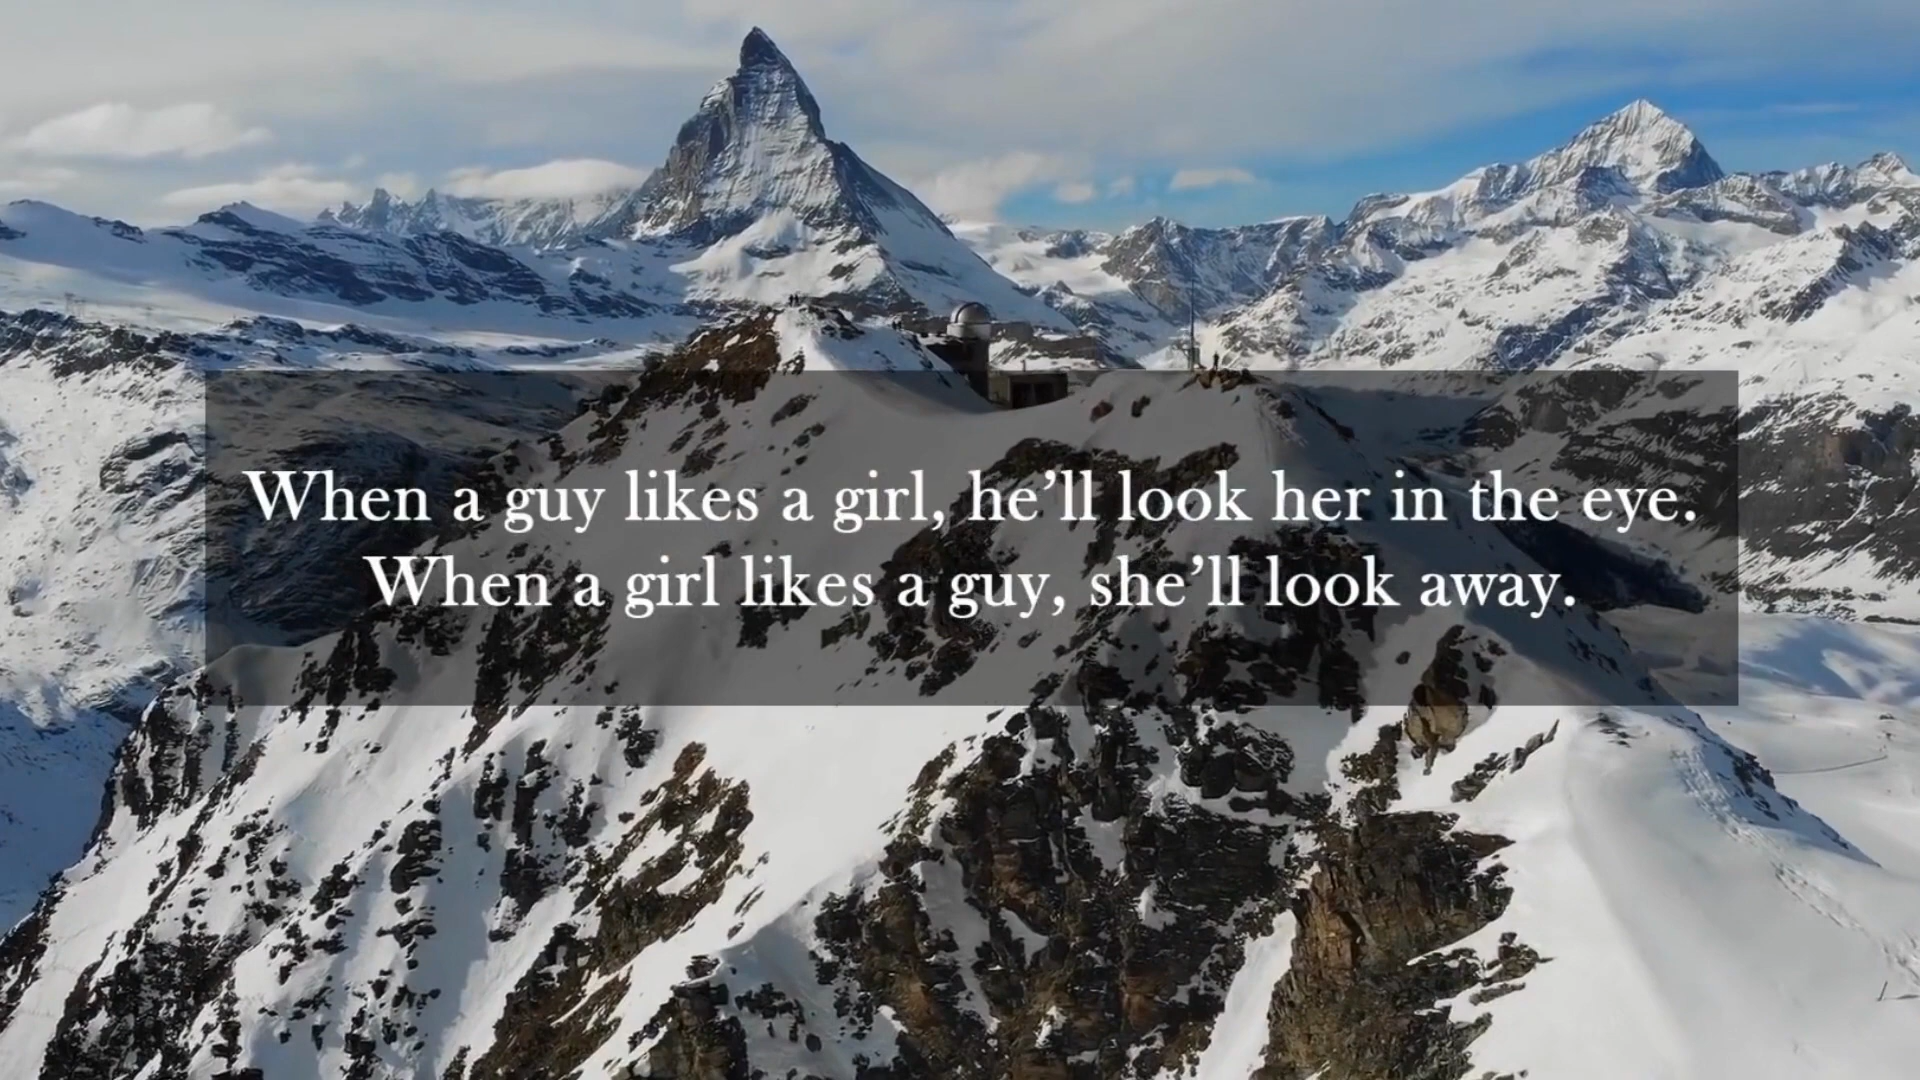 When a guy likes a girl, he’ll look her in the eye.
When a girl likes a guy, she’ll look away.